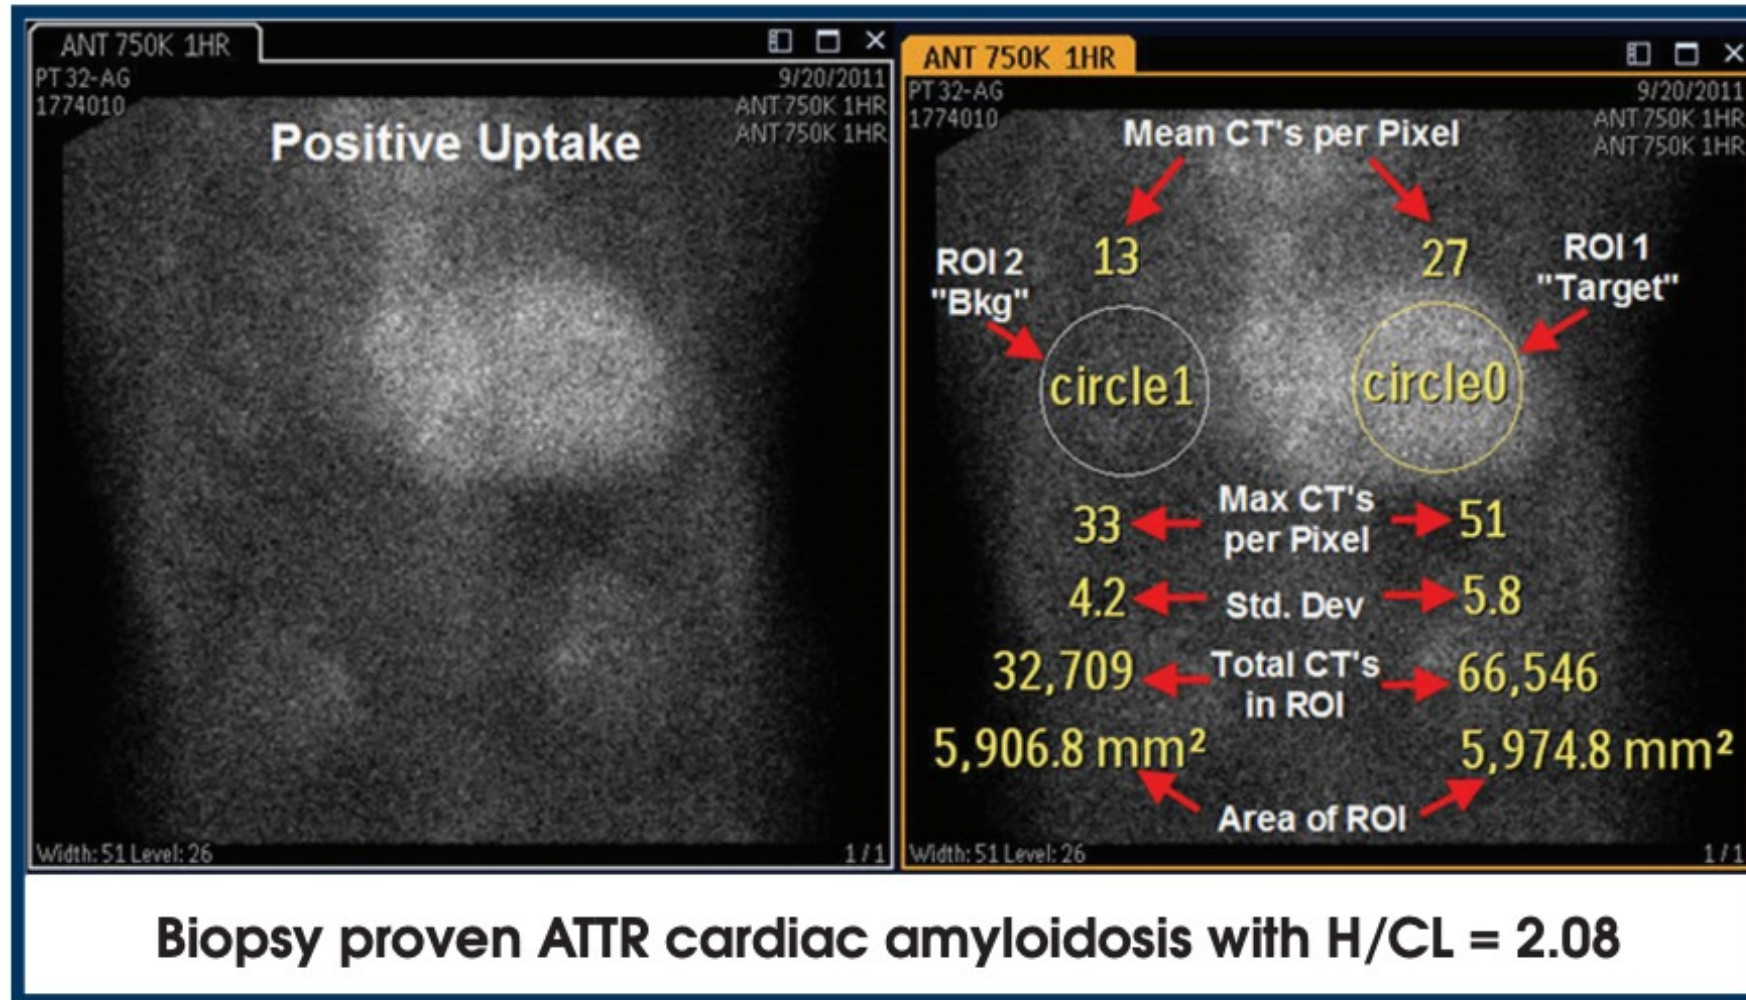 ANT 750K 1HR
PT 32-AG
1774010
9/20/2011
ANT 750K 1HR
ANT 750K 1HR
Positive Uptake
Width: 51 Level: 26
1 / 1
ANT 750K 1HR
PT 32-AG
1774010
9/20/2011
ANT 750K 1HR
ANT 750K 1HR
Mean CT's per Pixel
13
27
ROI 2
"Bkg"
ROI 1
"Target"
circle1
circle0
33
Max CT's
per Pixel
51
4.2
Std. Dev
5.8
32,709
Total CT's
in ROI
66,546
5,906.8 mm²
5,974.8 mm²
Area of ROI
Width: 51 Level: 26
1 / 1
Biopsy proven ATTR cardiac amyloidosis with H/CL = 2.08